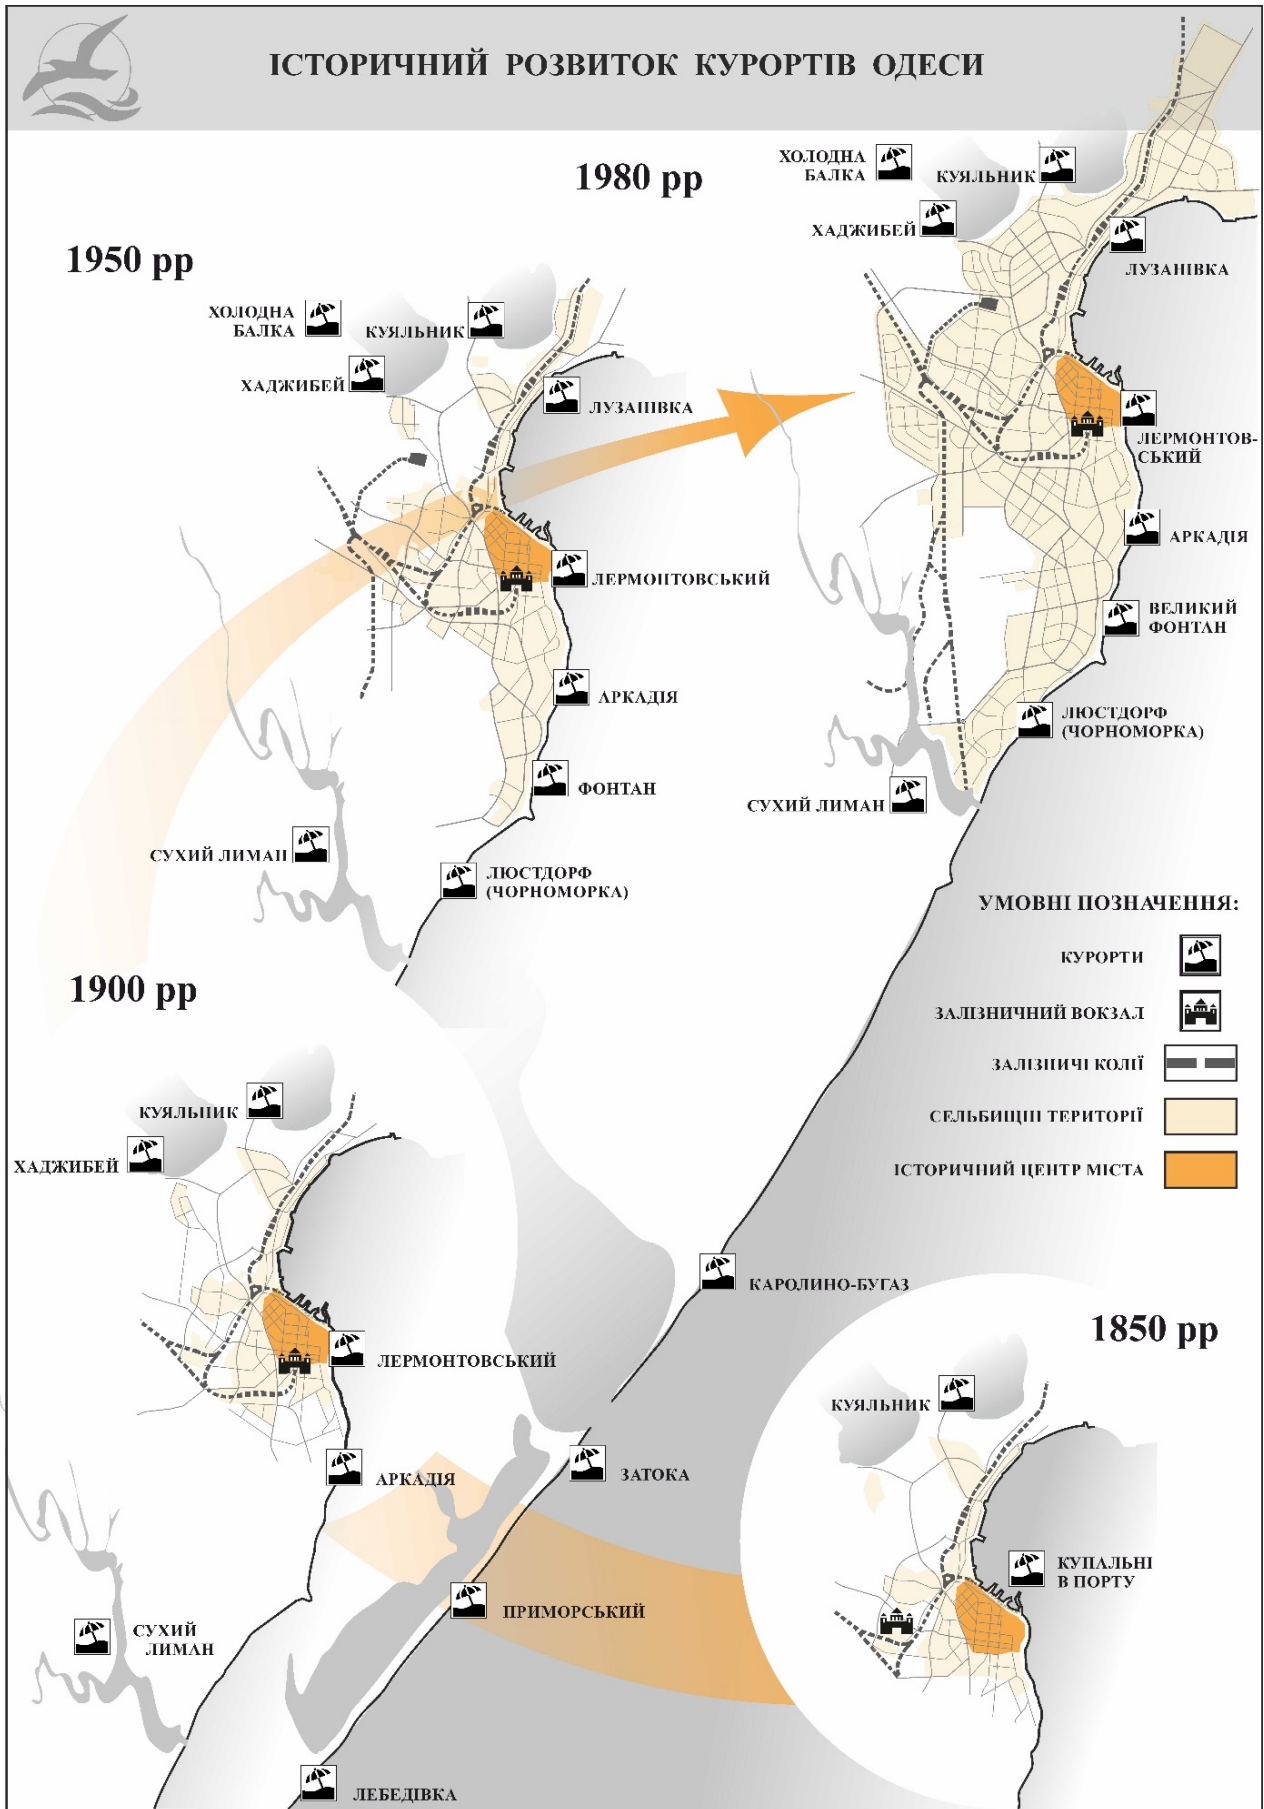 ІСТОРИЧНИЙ РОЗВИТОК КУРОРТІВ ОДЕСИ
1980 рр
ХОЛОДНА
БАЛКА
КУЯЛЬНИК
ХАДЖИБЕЙ
ЛУЗАНІВКА
ЛЕРМОНТОВ-
СЬКИЙ
АРКАДІЯ
ВЕЛИКИЙ
ФОНТАН
ЛЮСТДОРФ
(ЧОРНОМОРКА)
СУХИЙ ЛИМАН
1950 рр
ХОЛОДНА
БАЛКА
КУЯЛЬНИК
ХАДЖИБЕЙ
ЛУЗАНІВКА
ЛЕРМОНТОВСЬКИЙ
АРКАДІЯ
ФОНТАН
СУХИЙ ЛИМАН
ЛЮСТДОРФ
(ЧОРНОМОРКА)
УМОВНІ ПОЗНАЧЕННЯ:
КУРОРТИ
ЗАЛІЗНИЧНИЙ ВОКЗАЛ
ЗАЛІЗНИЧІ КОЛІЇ
СЕЛЬБИЩНІ ТЕРИТОРІЇ
ІСТОРИЧНИЙ ЦЕНТР МІСТА
1900 рр
КУЯЛЬНИК
ХАДЖИБЕЙ
ЛЕРМОНТОВСЬКИЙ
АРКАДІЯ
СУХИЙ
ЛИМАН
КАРОЛИНО-БУГАЗ
ЗАТОКА
ПРИМОРСЬКИЙ
ЛЕБЕДІВКА
1850 рр
КУЯЛЬНИК
КУПАЛЬНІ
В ПОРТУ